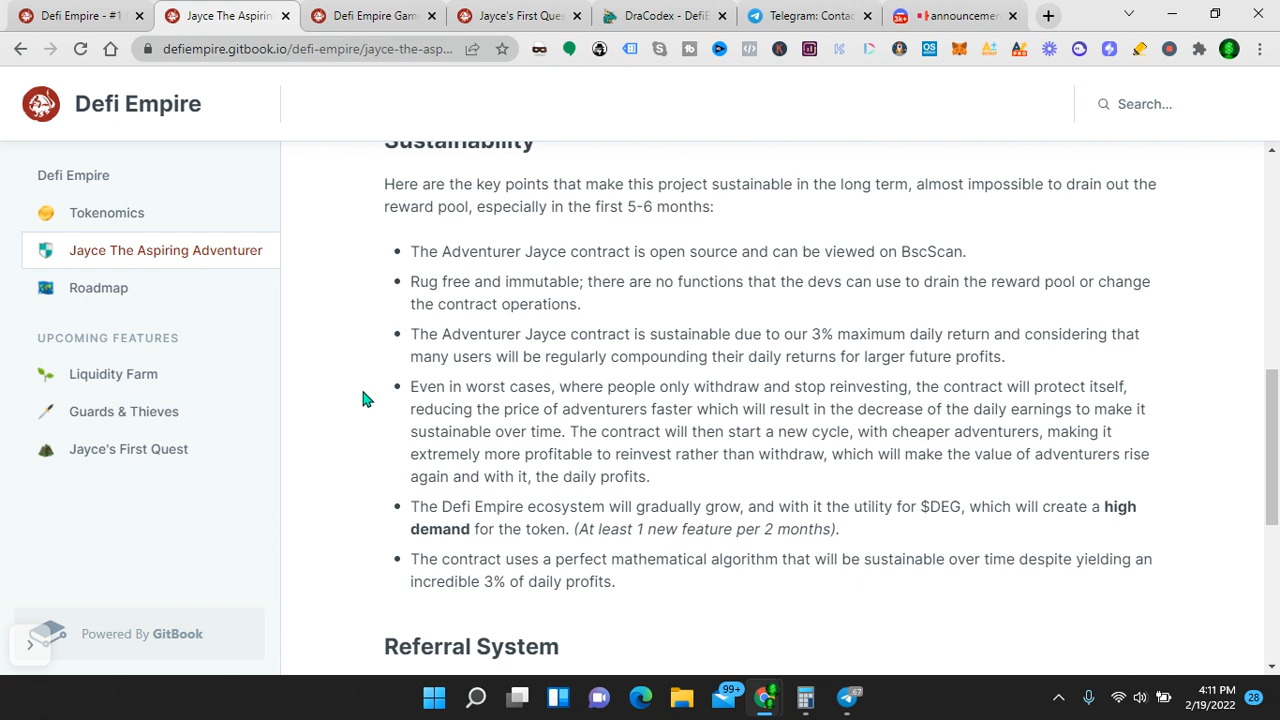 Defi Empire - #1
Jayce The Aspirin
Defi Empire Gam
Jayce's First Ques
DraCodex - DefiE
Telegram: Contac
announcemen
defiempire.gitbook.io/defi-empire/jayce-the-asp...
Defi Empire
Search...
Defi Empire
Tokenomics
Jayce The Aspiring Adventurer
Roadmap
UPCOMING FEATURES
Liquidity Farm
Guards & Thieves
Jayce's First Quest
Powered By GitBook
Sustainability
Here are the key points that make this project sustainable in the long term, almost impossible to drain out the
reward pool, especially in the first 5-6 months:
• The Adventurer Jayce contract is open source and can be viewed on BscScan.
• Rug free and immutable; there are no functions that the devs can use to drain the reward pool or change
the contract operations.
• The Adventurer Jayce contract is sustainable due to our 3% maximum daily return and considering that
many users will be regularly compounding their daily returns for larger future profits.
• Even in worst cases, where people only withdraw and stop reinvesting, the contract will protect itself,
reducing the price of adventurers faster which will result in the decrease of the daily earnings to make it
sustainable over time. The contract will then start a new cycle, with cheaper adventurers, making it
extremely more profitable to reinvest rather than withdraw, which will make the value of adventurers rise
again and with it, the daily profits.
• The Defi Empire ecosystem will gradually grow, and with it the utility for $DEG, which will create a high
demand for the token. (At least 1 new feature per 2 months).
• The contract uses a perfect mathematical algorithm that will be sustainable over time despite yielding an
incredible 3% of daily profits.
Referral System
99+
67
4:11 PM
2/19/2022
28